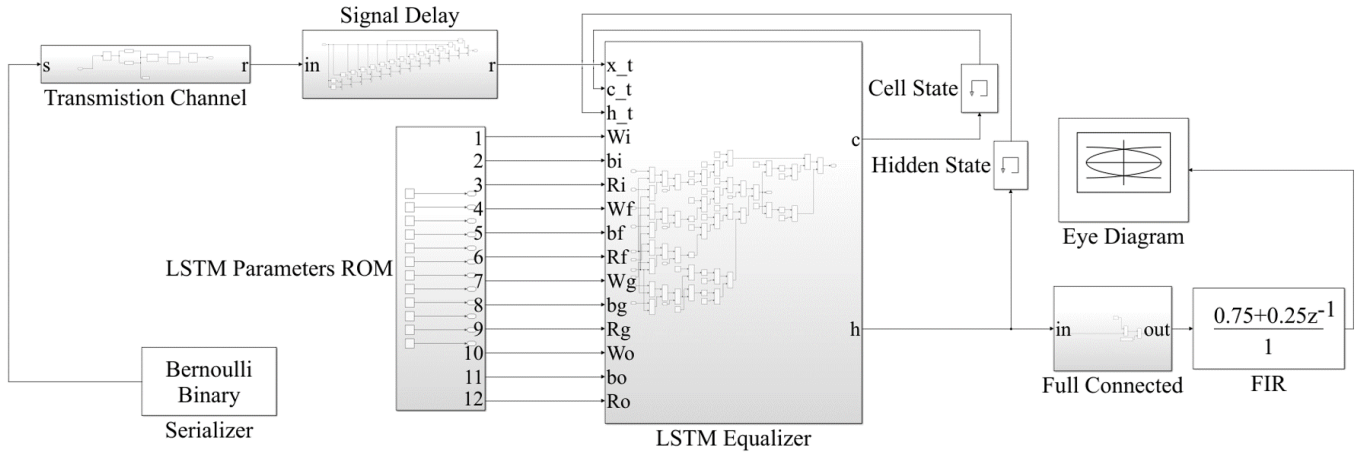 Signal Delay
s
r
Transmistion Channel
in
r
x_t
c_t
h_t
Wi
bi
Ri
Wf
bf
Rf
Wg
bg
Rg
Wo
bo
Ro
c
h
LSTM Equalizer
1
2
3
4
5
6
7
8
9
10
11
12
LSTM Parameters ROM
Bernoulli
Binary
Serializer
Cell State
Hidden State
Eye Diagram
in
out
Full Connected
0.75+0.25z-1
1
FIR